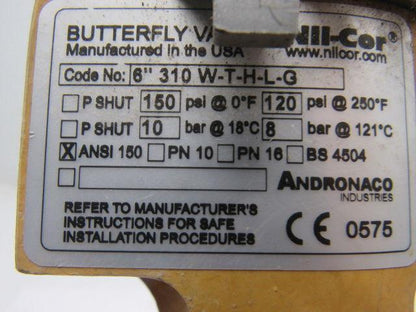 BUTTERFLY VA Nil-Cor®
Manufactured in the USA www.nilcor.com
Code No: 6" 310 W-T-H-L-G
P SHUT 150 psi @ 0°F 120 psi @ 250°F
P SHUT 10 bar @ 18°C 8 bar @ 121°C
X ANSI 150 PN 10 PN 16 BS 4504
ANDRONACO
INDUSTRIES
REFER TO MANUFACTURER'S
INSTRUCTIONS FOR SAFE
INSTALLATION PROCEDURES
CE 0575